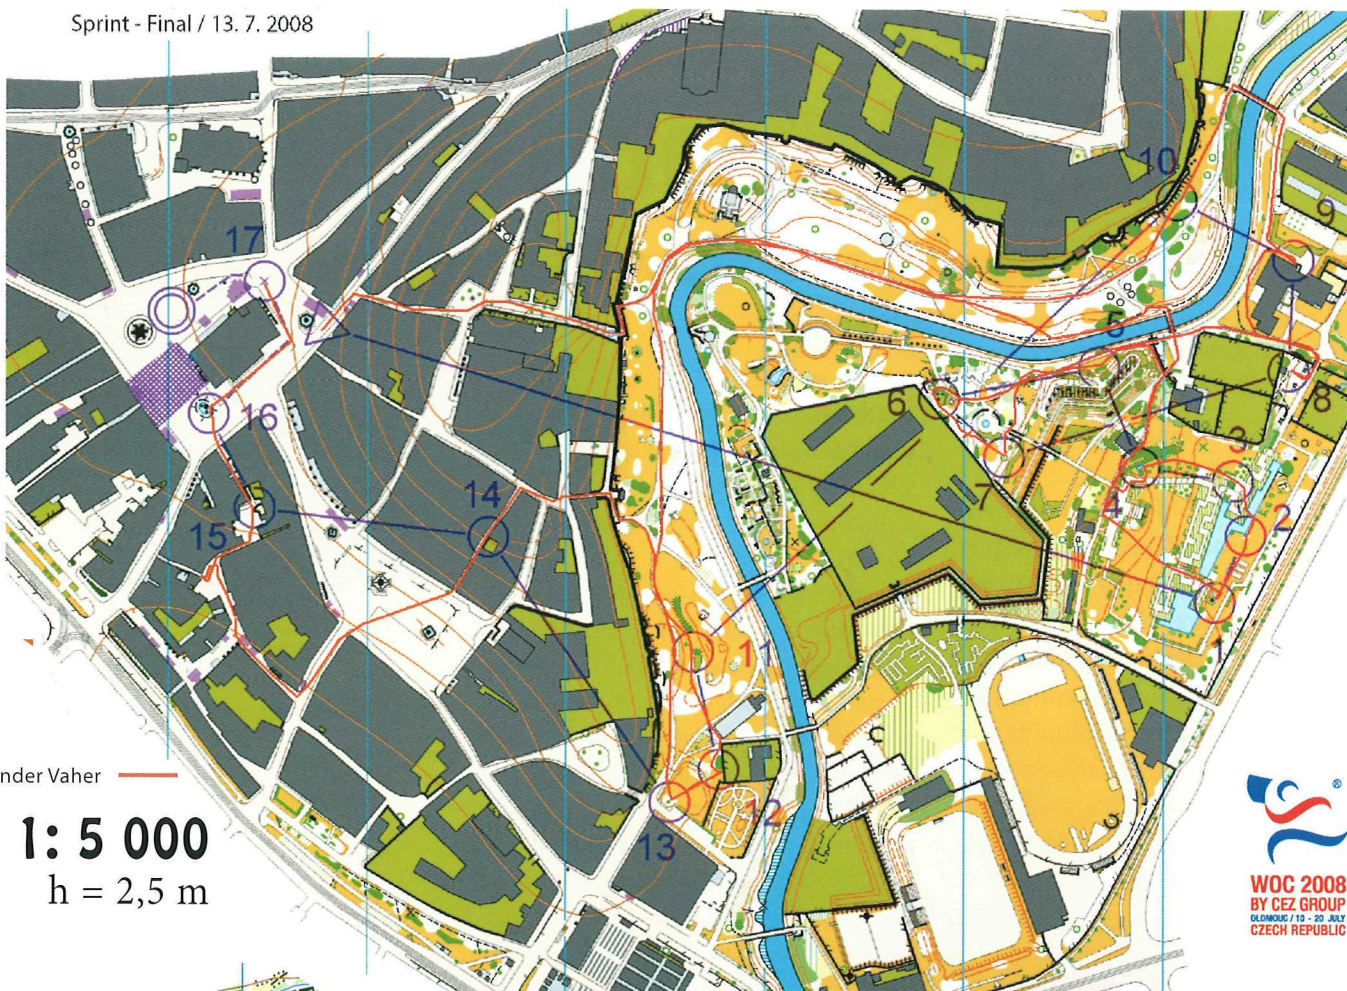 Sprint - Final / 13. 7. 2008
10
9
17
5
6
8
16
3
14
7
4
2
15
11
1
nder Vaher
12
1: 5 000
13
h = 2,5 m
®
WOC 2008
BY CEZ GROUP
OLOMOUC / 10 - 20 JULY
CZECH REPUBLIC